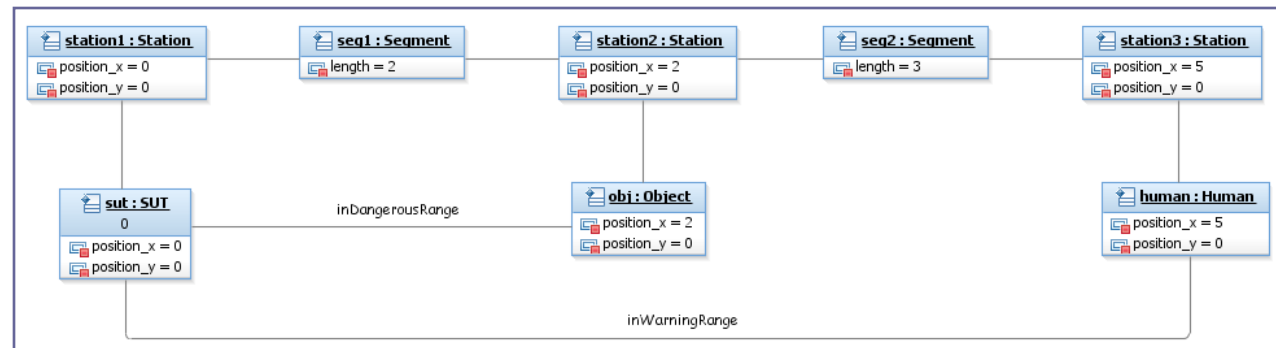 station1 : Station
position_x = 0
position_y = 0
seg1 : Segment
length = 2
station2 : Station
position_x = 2
position_y = 0
seg2 : Segment
length = 3
station3 : Station
position_x = 5
position_y = 0
sut : SUT
0
position_x = 0
position_y = 0
inDangerousRange
obj : Object
position_x = 2
position_y = 0
human : Human
position_x = 5
position_y = 0
inWarningRange